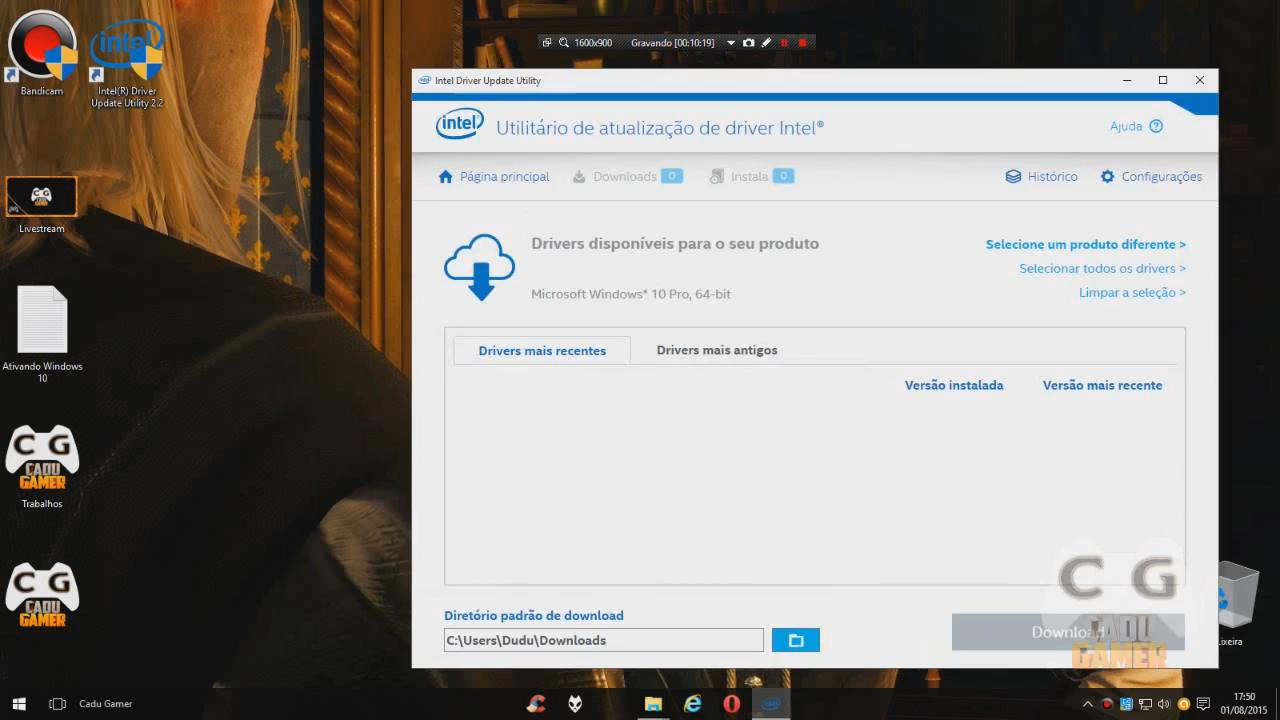 1600x900
Gravando [00:10:19]
Bandicam
Intel(R) Driver
Update Utility 2.2
CG
Livestream
Ativando Windows
10
C G
CADU
GAMER
Trabalhos
C G
CADU
GAMER
Intel Driver Update Utility
intel
Utilitário de atualização de driver Intel®
Ajuda
Página principal
Downloads 0
Instala 0
Histórico
Configurações
Drivers disponíveis para o seu produto
Microsoft Windows* 10 Pro, 64-bit
Selecione um produto diferente >
Selecionar todos os drivers >
Limpar a seleção >
Drivers mais recentes
Drivers mais antigos
Versão instalada
Versão mais recente
Diretório padrão de download
C:\Users\Dudu\Downloads
Download
C G
CADU
GAMER
ixeira
Cadu Gamer
17:50
01/08/2015